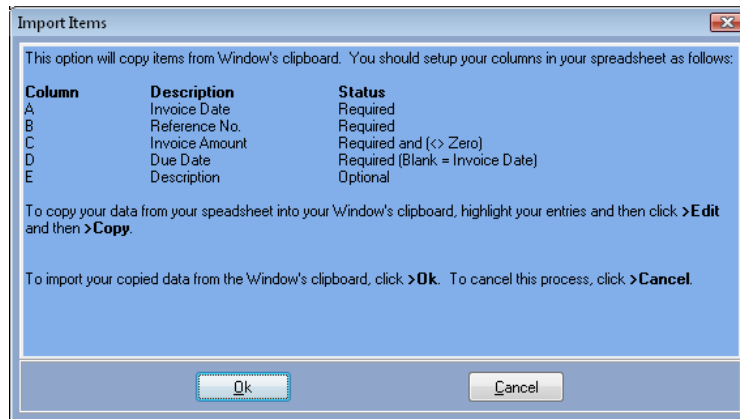 Import Items
This option will copy items from Window's clipboard. You should setup your columns in your spreadsheet as follows:
Column Description Status
A Invoice Date Required
B Reference No. Required
C Invoice Amount Required and (<> Zero)
D Due Date Required (Blank = Invoice Date)
E Description Optional
To copy your data from your speadsheet into your Window's clipboard, highlight your entries and then click >Edit
and then >Copy.
To import your copied data from the Window's clipboard, click >Ok. To cancel this process, click >Cancel.
Ok Cancel